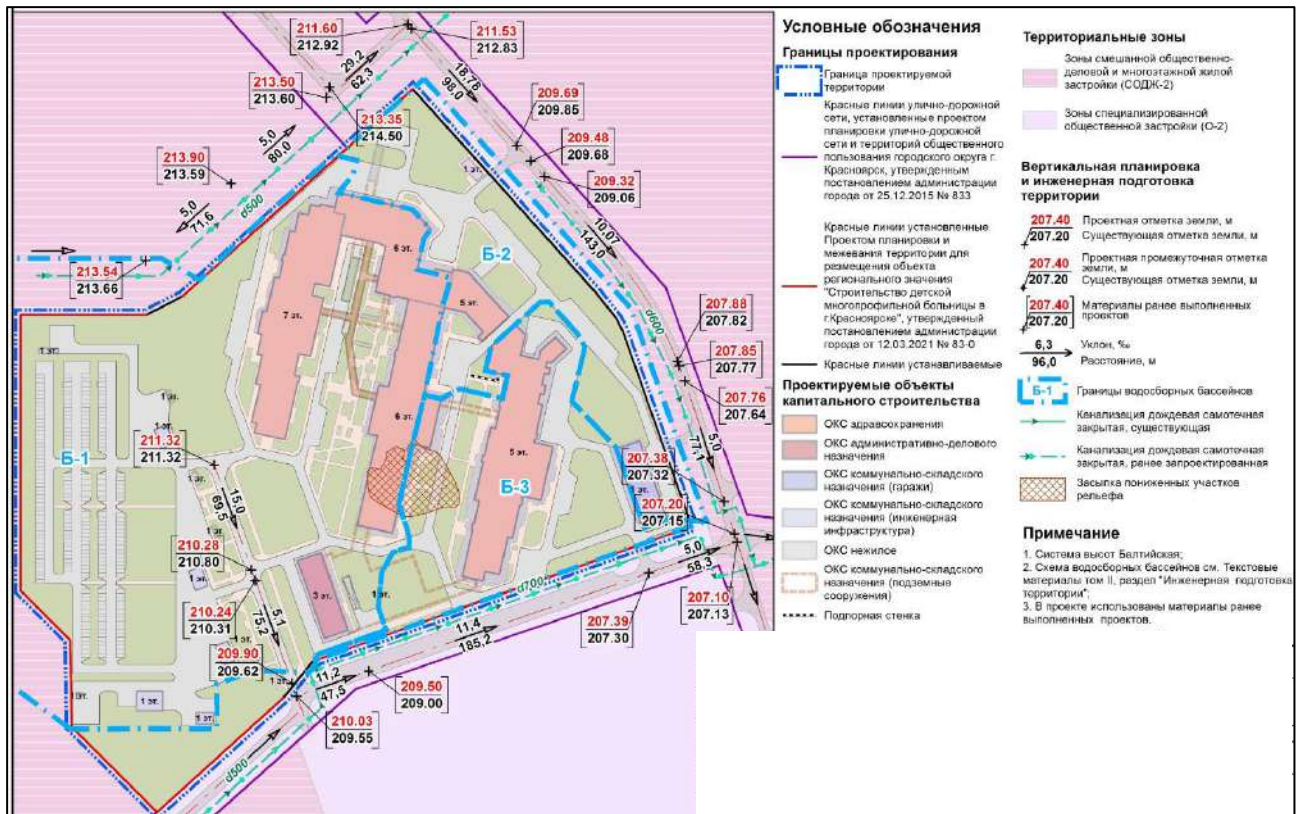 211.60
212.92
211.53
212.83
29,2
62,3
18,78
98,0
213.50
213.60
209.69
209.85
213.35
214.50
209.48
209.68
5,0
80,0
213.90
213.59
209.32
209.06
1 эт.
5,0
71,6
d500
10,07
143,0
6 эт.
Б-2
213.54
213.66
5 эт.
207.88
207.82
7 эт.
d600
207.85
207.77
1 эт.
207.76
207.64
1 эт.
6 эт.
5,0
77,1
211.32
211.32
5 эт.
207.38
207.32
Б-1
Б-3
1 эт.
15,0
69,5
207.20
207.15
210.28
210.80
5,0
58,3
d700
3 эт.
1 эт.
210.24
210.31
5,1
75,2
207.39
207.30
207.10
207.13
11,4
185,2
209.90
209.62
11,2
47,5
1 эт.
209.50
209.00
1эт.
1 эт.
1 эт.
210.03
209.55
d500
Условные обозначения
Границы проектирования
Граница проектируемой
территории
Красные линии улично-дорожной
сети, установленные проектом
планировки улично-дорожной
сети и территорий общественного
пользования городского округа г.
Красноярск, утвержденным
постановлением администрации
города от 25.12.2015 № 833
Красные линии установленные
Проектом планировки и
межевания территории для
размещения объекта
регионального значения
"Строительство детской
многопрофильной больницы в
г.Красноярске", утвержденный
постановлением администрации
города от 12.03.2021 № 83-О
Красные линии устанавливаемые
Проектируемые объекты
капитального строительства
ОКС здравсохранения
ОКС административно-делового
назначения
ОКС коммунально-складского
назначения (гаражи)
ОКС коммунально-складского
назначения (инженерная
инфраструктура)
ОКС нежилое
ОКС коммунально-складского
назначения (подземные
сооружения)
Подпорная стенка
Территориальные зоны
Зоны смешанной общественно-
деловой и многоэтажной жилой
застройки (СОДЖ-2)
Зоны специализированной
общественной застройки (О-2)
Вертикальная планировка
и инженерная подготовка
территории
207.40 Проектная отметка земли, м
207.20 Существующая отметка земли, м
207.40 Проектная промежуточная отметка
земли, м
207.20 Существующая отметка земли, м
207.40 Материалы ранее выполненных
207.20 проектов
6,3 Уклон, ‰
96,0 Расстояние, м
Б-1 Границы водосборных бассейнов
Канализация дождевая самотечная
закрытая, существующая
Канализация дождевая самотечная
закрытая, ранее запроектированная
Засыпка пониженных участков
рельефа
Примечание
1. Система высот Балтийская;
2. Схема водосборных бассейнов см. Текстовые
материалы том II, раздел "Инженерная подготовка
территории";
3. В проекте использованы материалы ранее
выполненных проектов.